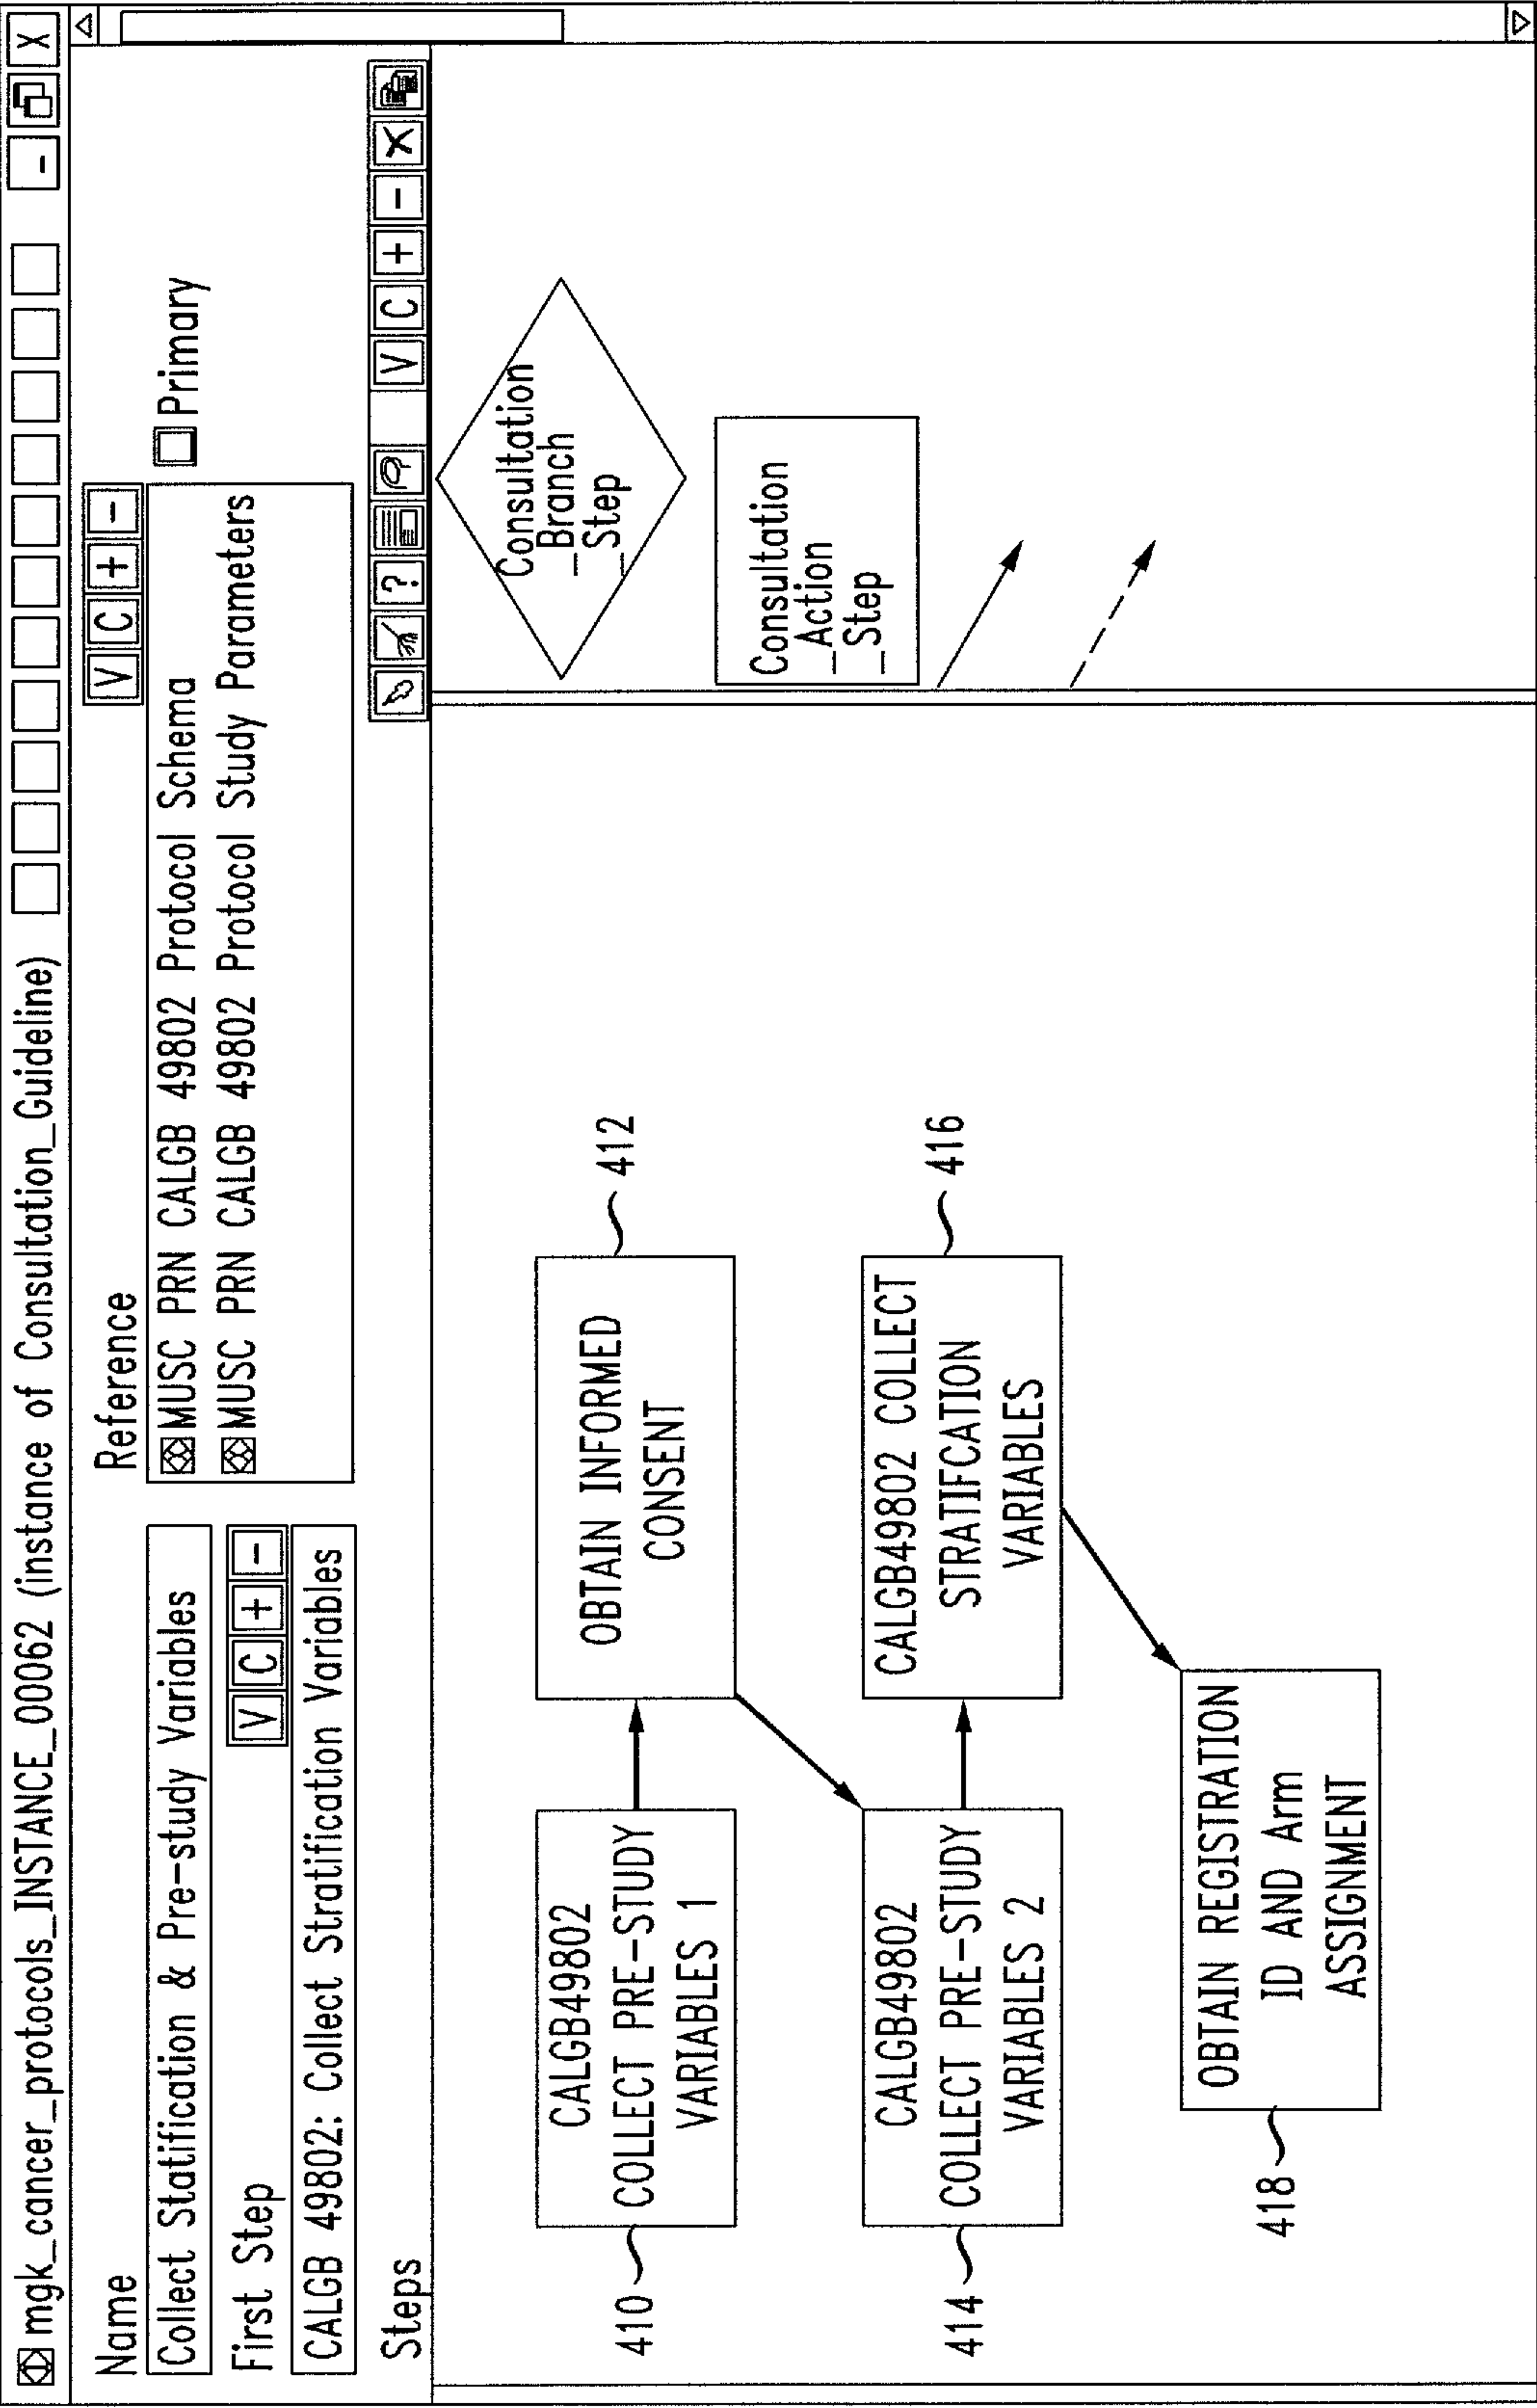 mgk_cancer_protocols_INSTANCE_00062 (instance of Consultation_Guideline)
- X
Name
Collect Statification & Pre-study Variables
First Step
V C + -
CALGB 49802: Collect Stratification Variables
Reference
V C + -
MUSC PRN CALGB 49802 Protocol Schema
MUSC PRN CALGB 49802 Protocol Study Parameters
Primary
Steps
? V C + - X
410
CALGB49802
COLLECT PRE-STUDY
VARIABLES 1
OBTAIN INFORMED
CONSENT
412
414
CALGB49802
COLLECT PRE-STUDY
VARIABLES 2
CALGB49802 COLLECT
STRATIFCATION
VARIABLES
416
418
OBTAIN REGISTRATION
ID AND Arm
ASSIGNMENT
Consultation
_Branch
_Step
Consultation
_Action
_Step